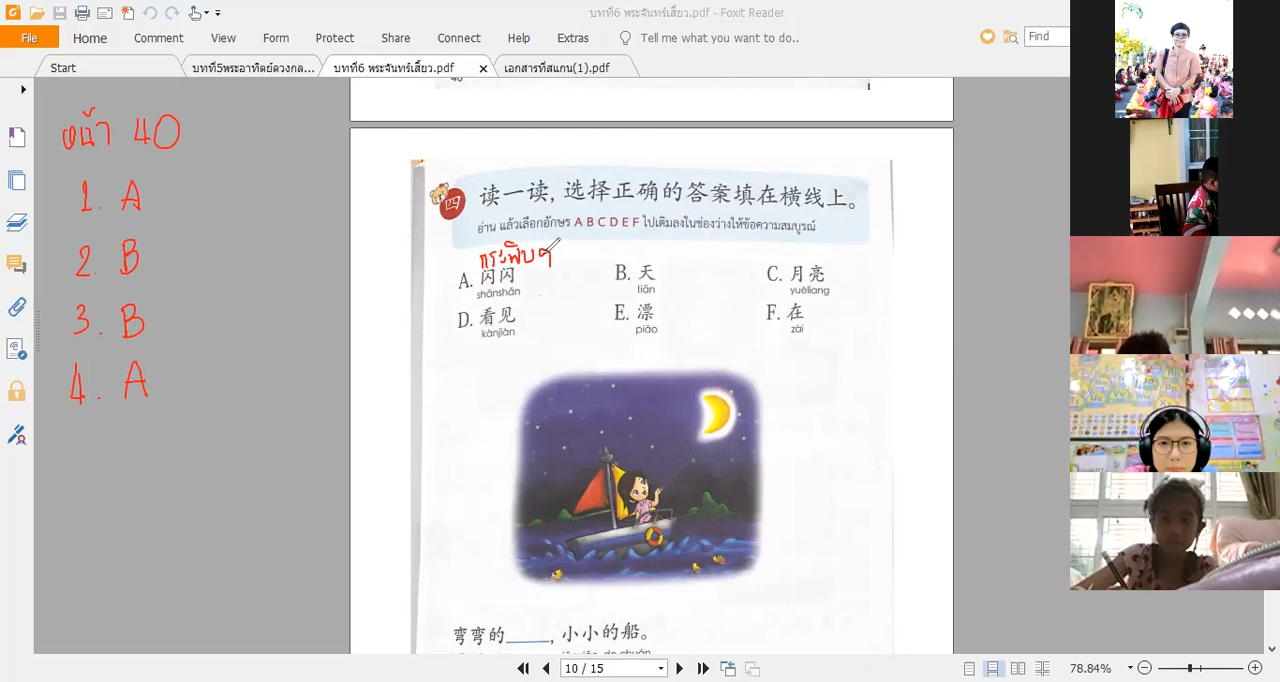 บทที่6 พระจันทร์เสี้ยว.pdf - Foxit Reader
File Home Comment View Form Protect Share Connect Help Extras Tell me what you want to do.. Find
Start บทที่5พระอาทิตย์ดวงกล... บทที่6 พระจันทร์เสี้ยว.pdf เอกสารที่สแกน(1).pdf
หน้า 40
1. A
2. B
3. B
4. A
四 读一读，选择正确的答案填在横线上。
อ่าน แล้วเลือกอักษร A B C D E F ไปเติมลงในช่องว่างให้ข้อความสมบูรณ์
กระพิบๆ
A. 闪闪 B. 天 C. 月亮
shǎnshǎn tiān yuèliang
D. 看见 E. 漂 F. 在
kànjiàn piāo zài
弯弯的____，小小的船。
10 / 15
78.84%